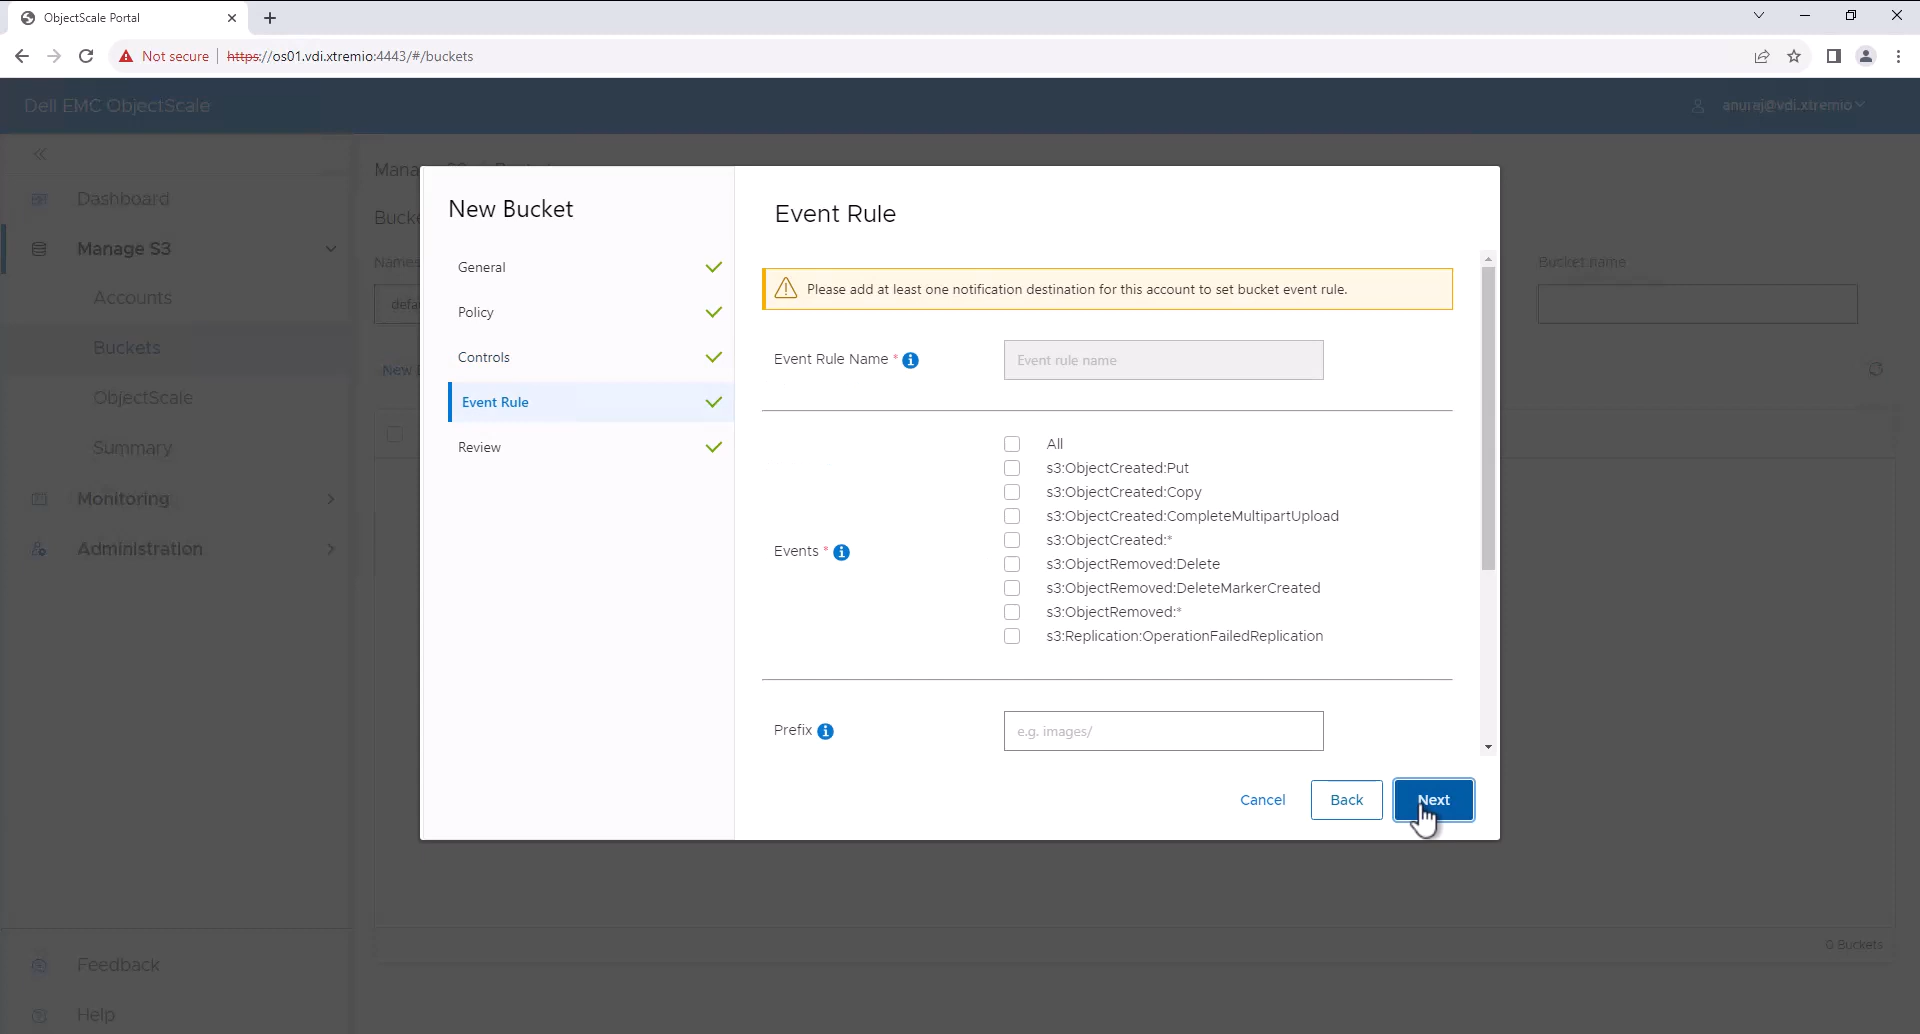 ObjectScale Portal
Not secure
https://os01.vdi.xtremio:4443/#/buckets
Dell EMC ObjectScale
anuraj@vdi.xtremio
Dashboard
Manage S3
Accounts
Buckets
ObjectScale
Summary
Monitoring
Administration
Feedback
Help
Bucket name
0 Buckets
New Bucket
General
Policy
Controls
Event Rule
Review
Event Rule
Please add at least one notification destination for this account to set bucket event rule.
Event Rule Name *
Event rule name
Events *
All
s3:ObjectCreated:Put
s3:ObjectCreated:Copy
s3:ObjectCreated:CompleteMultipartUpload
s3:ObjectCreated:*
s3:ObjectRemoved:Delete
s3:ObjectRemoved:DeleteMarkerCreated
s3:ObjectRemoved:*
s3:Replication:OperationFailedReplication
Prefix
e.g. images/
Cancel
Back
Next